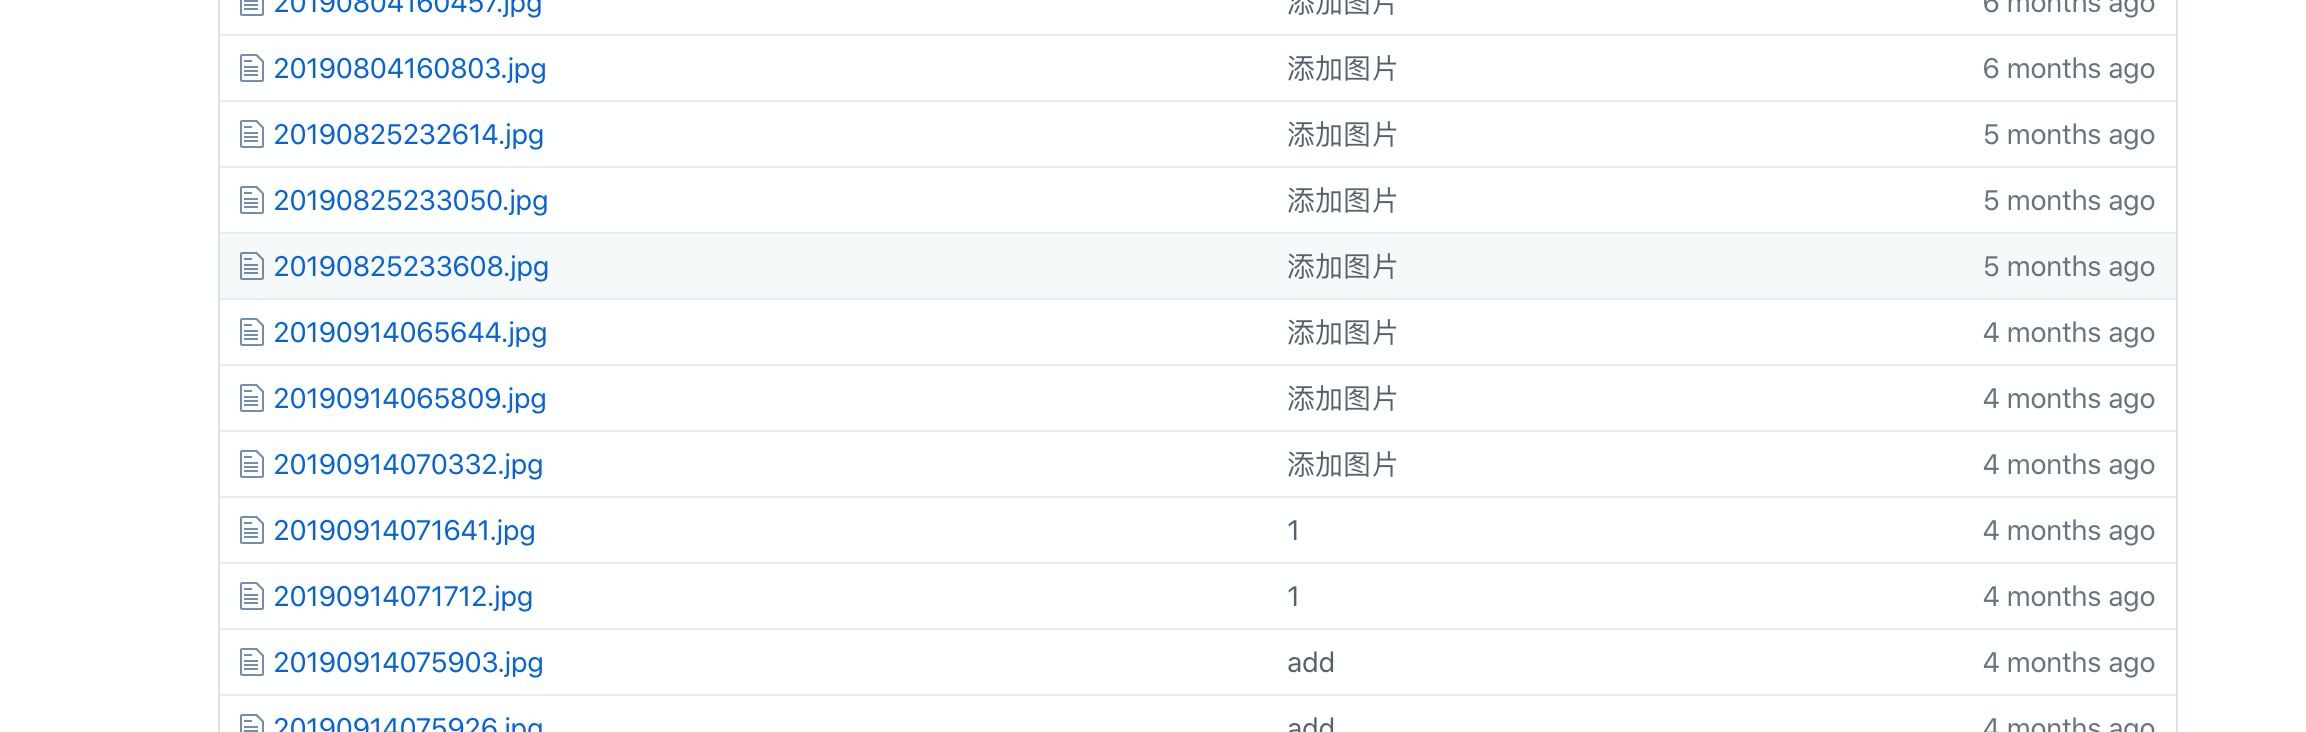 20190804160457.jpg 添加图片 6 months ago
20190804160803.jpg 添加图片 6 months ago
20190825232614.jpg 添加图片 5 months ago
20190825233050.jpg 添加图片 5 months ago
20190825233608.jpg 添加图片 5 months ago
20190914065644.jpg 添加图片 4 months ago
20190914065809.jpg 添加图片 4 months ago
20190914070332.jpg 添加图片 4 months ago
20190914071641.jpg 1 4 months ago
20190914071712.jpg 1 4 months ago
20190914075903.jpg add 4 months ago
20190914075926.jpg add 4 months ago